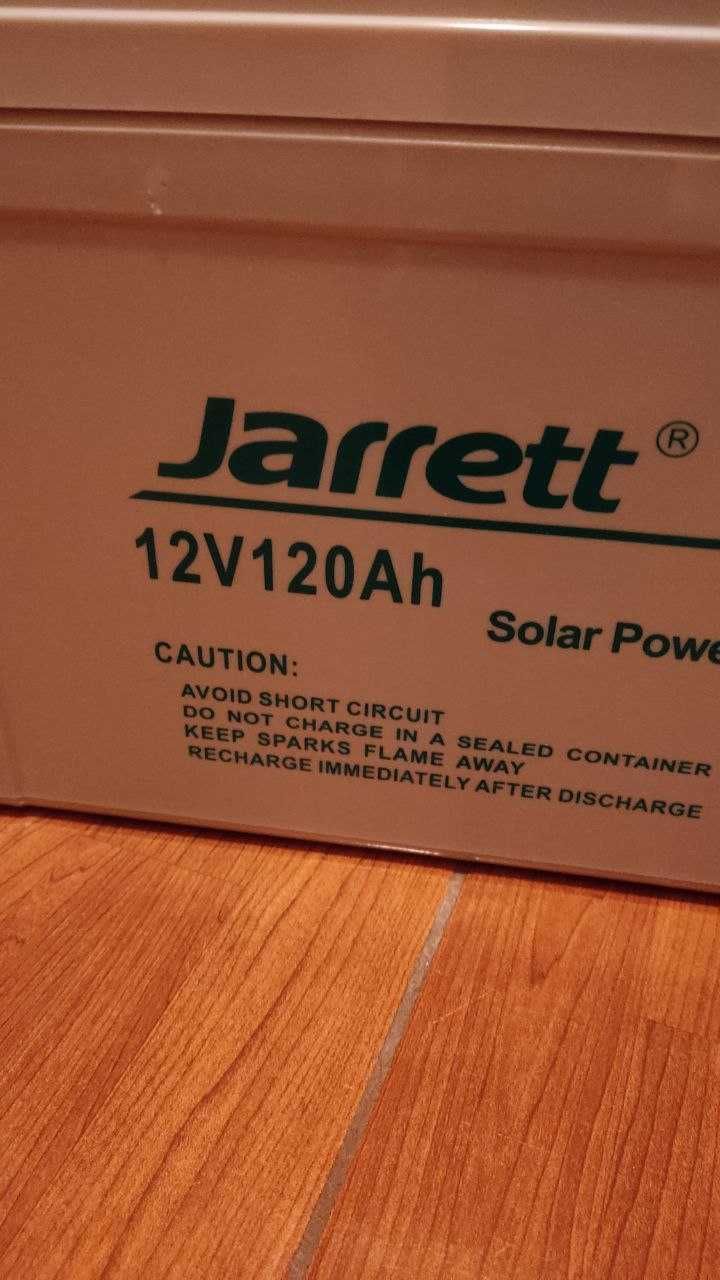 Jarrett ®
12V120Ah
Solar
CAUTION:
AVOID SHORT CIRCUIT
DO NOT CHARGE IN A SEALED CONTAINER
KEEP SPARKS FLAME AWAY
RECHARGE IMMEDIATELY AFTER DISCHARGE